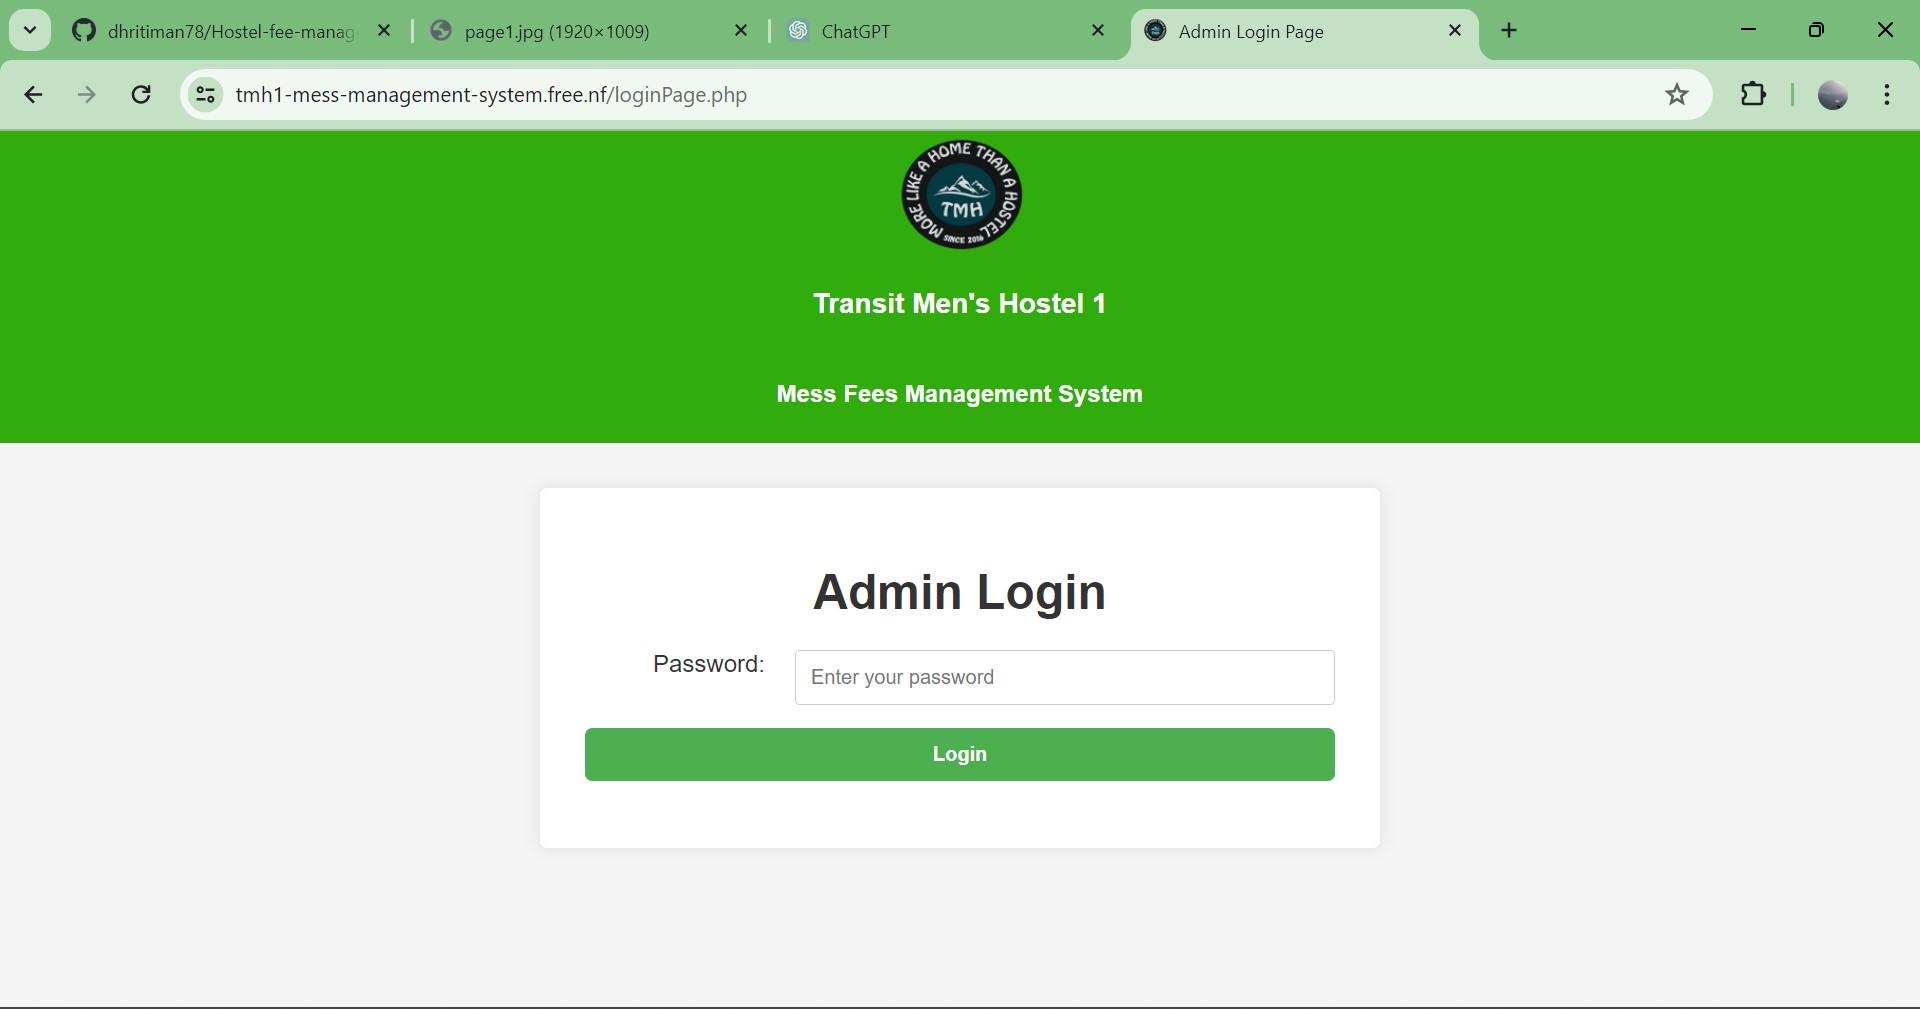 dhritiman78/Hostel-fee-manag
page1.jpg (1920×1009)
ChatGPT
Admin Login Page
tmh1-mess-management-system.free.nf/loginPage.php
MORE LIKE A HOME THAN A HOSTEL
TMH
SINCE 2016
Transit Men's Hostel 1
Mess Fees Management System
Admin Login
Password:
Enter your password
Login